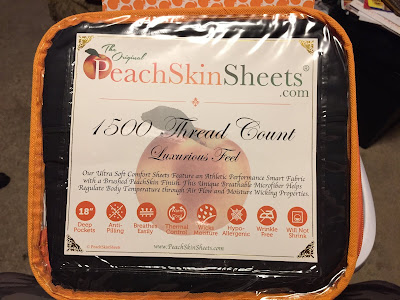 The Original
PeachSkinSheets®
.com
1500 Thread Count
Luxurious Feel
Our Ultra Soft Comfort Sheets Feature an Athletic Performance Smart Fabric
with a Brushed PeachSkin Finish. This Unique Breathable Microfiber Helps
Regulate Body Temperature through Air Flow and Moisture Wicking Properties.
18"
Deep Pockets
Anti-Pilling
Breathes Easily
Thermal Control
Wicks Moisture
Hypo-Allergenic
Wrinkle Free
Will Not Shrink
© PeachSkinSheets
www.PeachSkinSheets.com